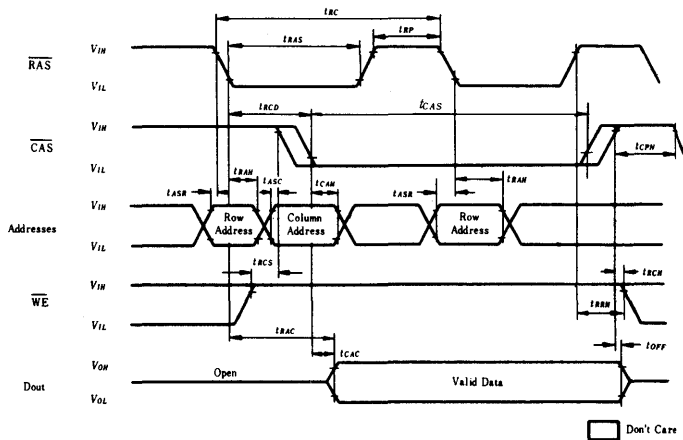 tRC
tRAS tRP
RAS VIH
VIL
tRCD tCAS
CAS VIH
VIL
tCPN
tRAH tASC tCAH tRAH
tASR tASR
Addresses VIH
VIL
Row Address
Column Address
Row Address
tRCS tRCH
WE VIH
VIL
tRRH
tRAC
tCAC tOFF
Dout VOH
VOL
Open
Valid Data
Don't Care